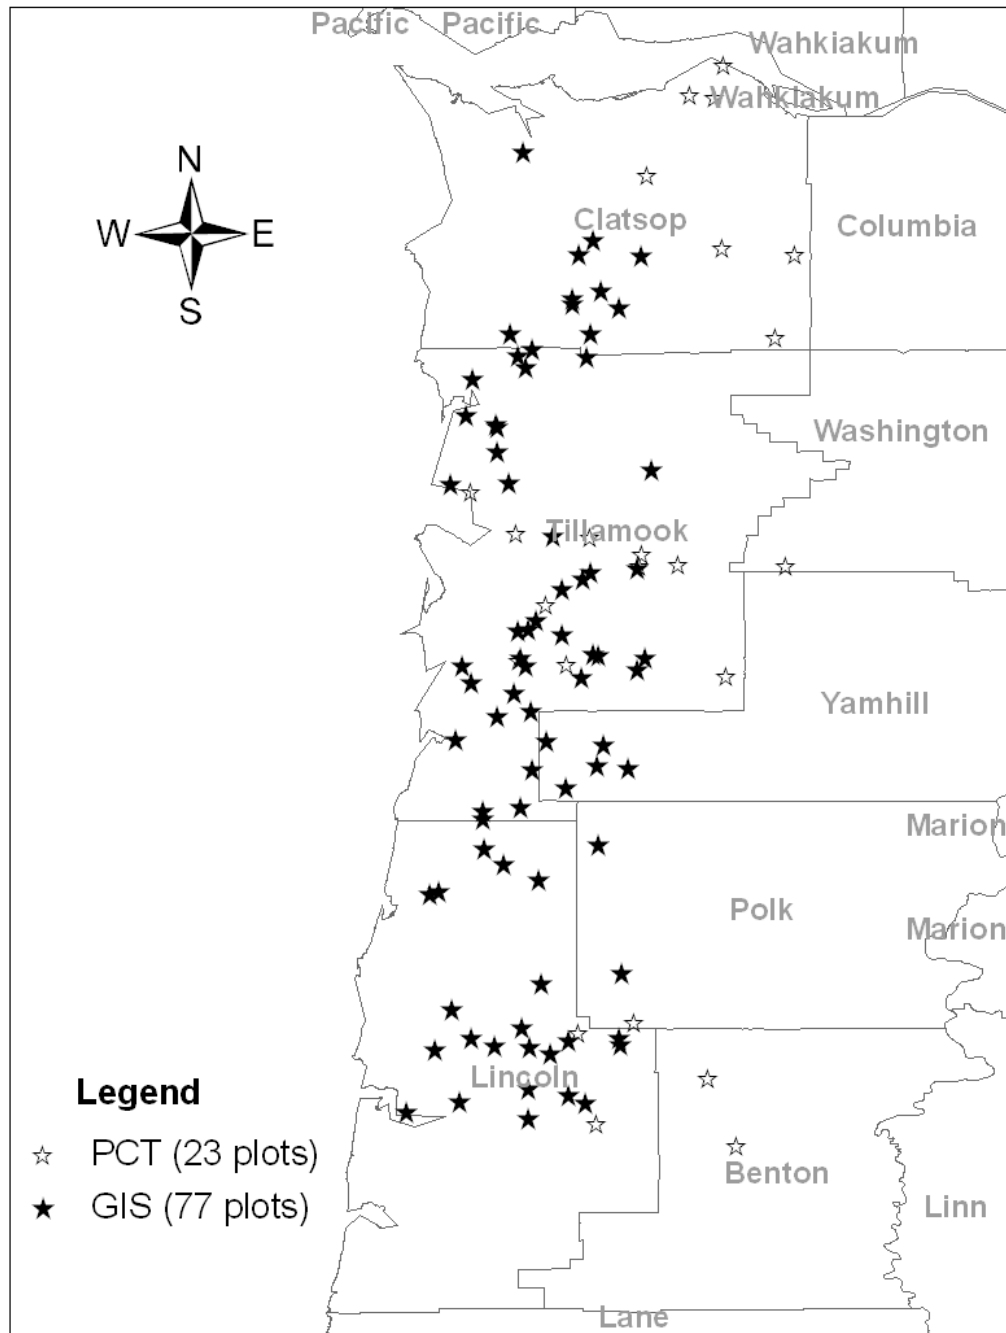 Pacific Pacific
Wahkiakum
Wahkiakum
N
W E
S
Clatsop
Columbia
Washington
Tillamook
Yamhill
Marion
Polk
Marion
Lincoln
Legend
PCT (23 plots)
GIS (77 plots)
Benton
Linn
Lane